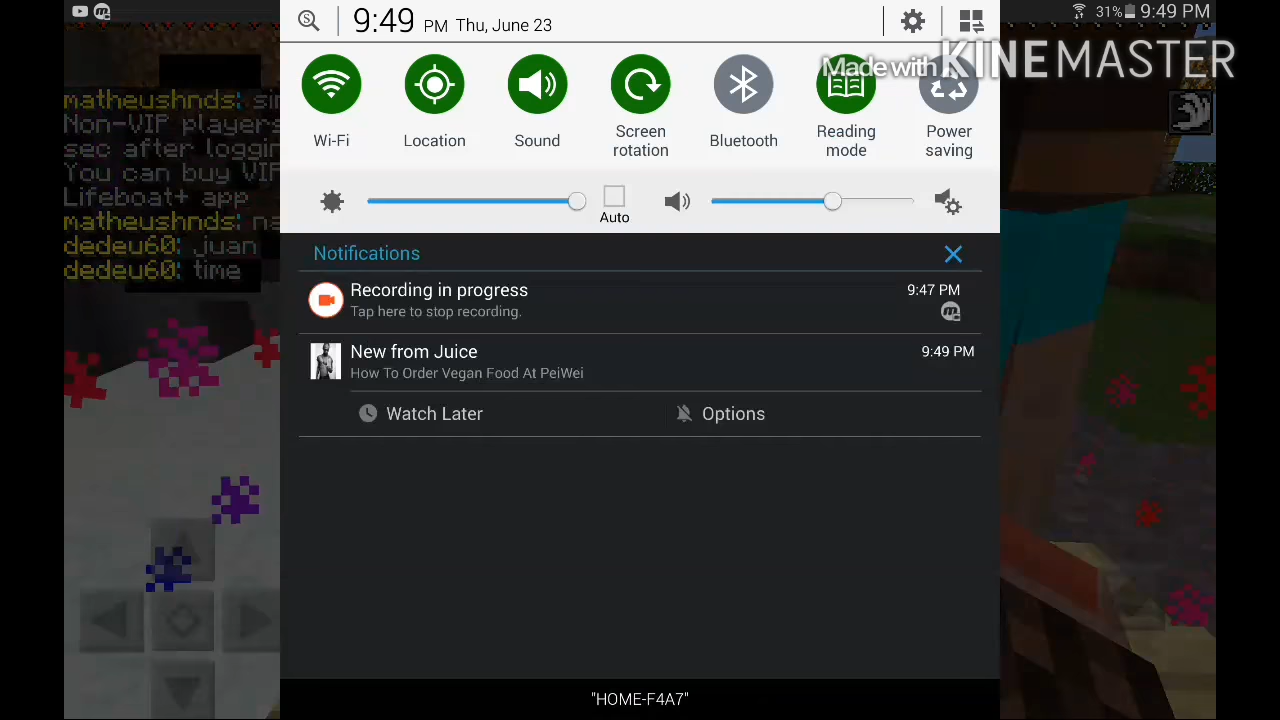 9:49 PM Thu, June 23
31% 9:49 PM
Made with KINEMASTER
Wi-Fi
Location
Sound
Screen
rotation
Bluetooth
Reading
mode
Power
saving
Auto
matheushnds:
Non-VIP players
sec after
You can buy VIP
Lifeboat+ app
matheushnds:
dedeu60: juan
dedeu60: time
Notifications
Recording in progress
9:47 PM
Tap here to stop recording.
New from Juice
9:49 PM
How To Order Vegan Food At PeiWei
Watch Later
Options
"HOME-F4A7"